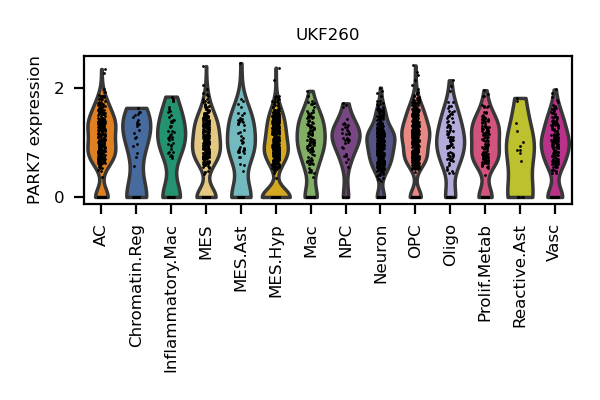 UKF260
PARK7 expression
2
0
AC
Chromatin.Reg
Inflammatory.Mac
MES
MES.Ast
MES.Hyp
Mac
NPC
Neuron
OPC
Oligo
Prolif.Metab
Reactive.Ast
Vasc